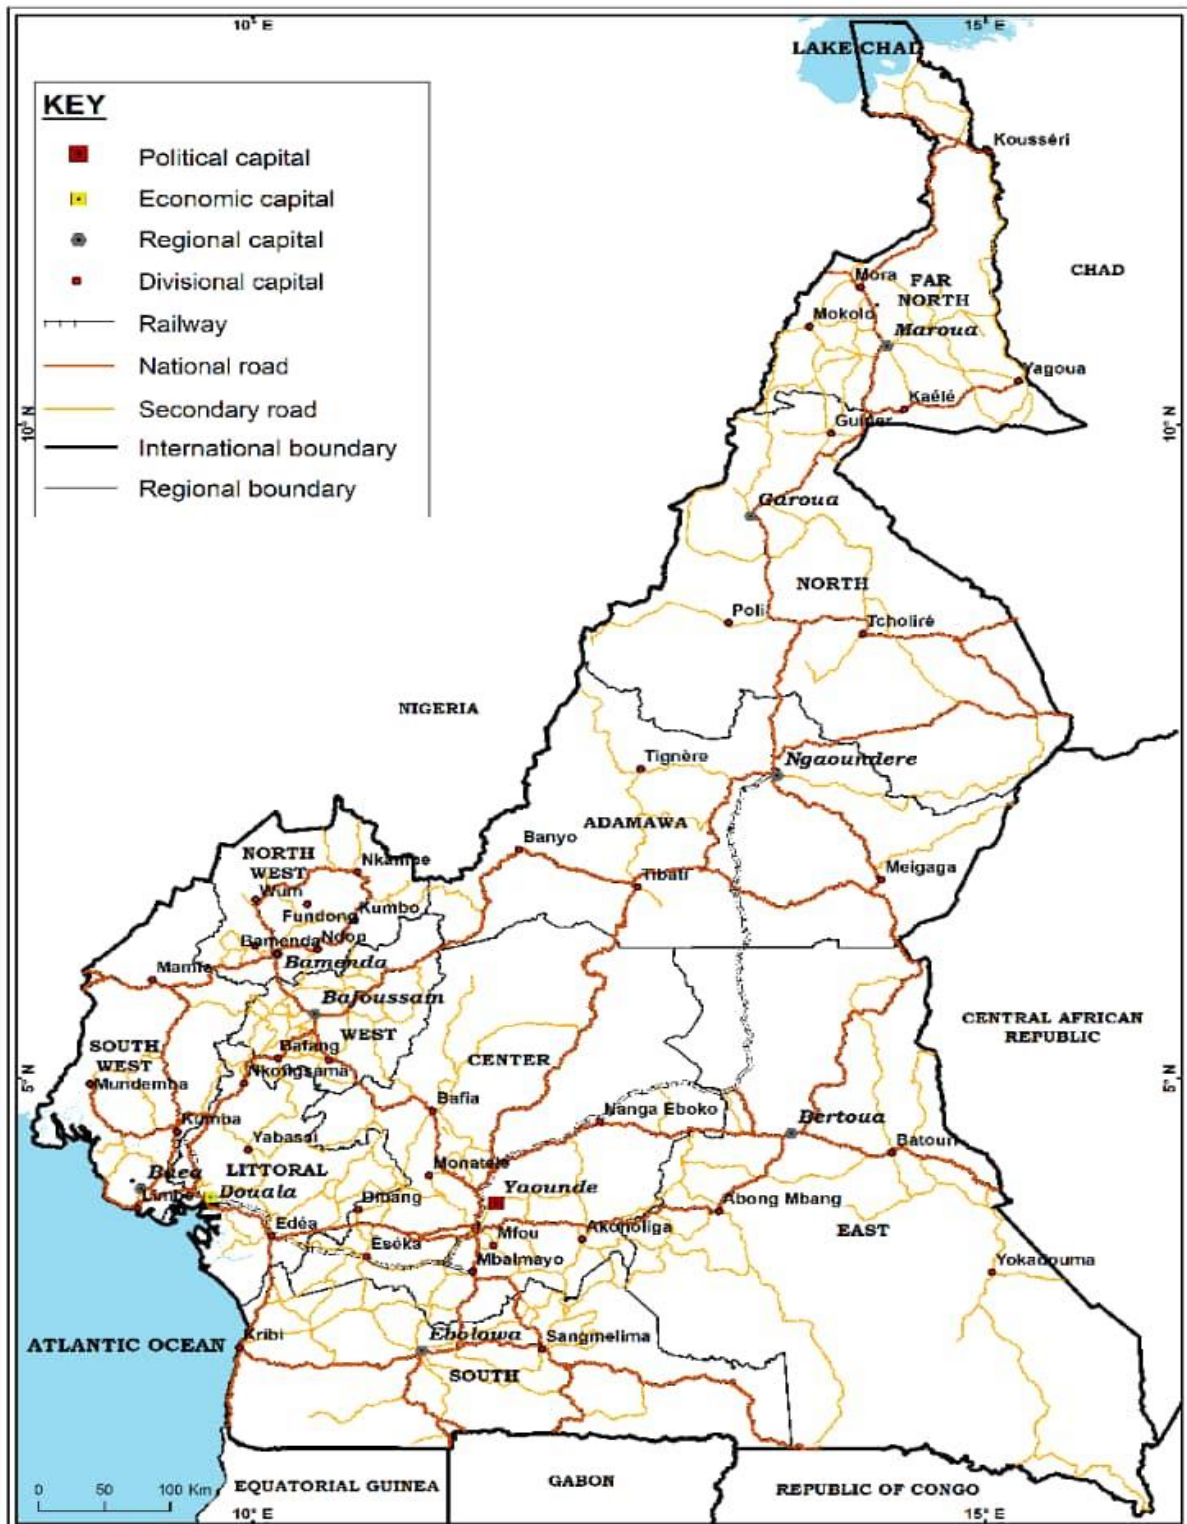 10° E
15° E
LAKE CHAD
KEY
Political capital
Economic capital
Regional capital
Divisional capital
Railway
National road
Secondary road
International boundary
Regional boundary
Kousséri
CHAD
Mora
FAR
NORTH
Mokolo
Maroua
Yagoua
Kaélé
10° N
10° N
Guider
Garoua
NORTH
Poli
Tcholiré
NIGERIA
Tignère
Ngaoundere
ADAMAWA
Banyo
NORTH
WEST
Nkambe
Meigaga
Tibati
Wum
Fundong
Kumbo
Bamenda
Ndop
Bamenda
Mamfe
Bafoussam
CENTRAL AFRICAN
REPUBLIC
WEST
SOUTH
WEST
Bafang
CENTER
Nkongsama
5° N
5° N
Mundemba
Bafia
Nanga Eboko
Bertoua
Kumba
Yabassi
Batouri
Monatele
Buea
LITTORAL
Limbe
Douala
Dibang
Yaounde
Abong Mbang
Edéa
Mfou
Akonoliga
EAST
Eséka
Mbalmayo
Yokadouma
ATLANTIC OCEAN
Kribi
Ebolowa
Sangmelima
SOUTH
0 50 100 Km
EQUATORIAL GUINEA
GABON
REPUBLIC OF CONGO
10° E
15° E